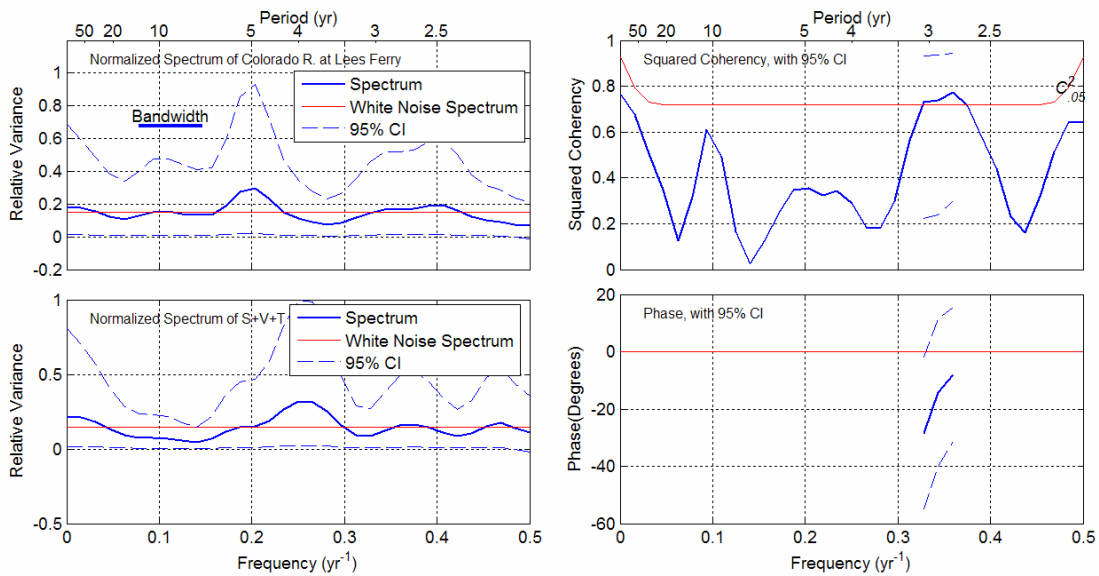 Period (yr)
50 20 10 5 4 3 2.5
Normalized Spectrum of Colorado R. at Lees Ferry
Spectrum
White Noise Spectrum
95% CI
Bandwidth
Relative Variance
1
0.8
0.6
0.4
0.2
0
-0.2
Normalized Spectrum of S+V+T
Spectrum
White Noise Spectrum
95% CI
Relative Variance
1
0.5
0
-0.5
0 0.1 0.2 0.3 0.4 0.5
Frequency (yr⁻¹)
Period (yr)
50 20 10 5 4 3 2.5
Squared Coherency, with 95% CI
C².05
Squared Coherency
1
0.8
0.6
0.4
0.2
0
Phase, with 95% CI
Phase(Degrees)
20
0
-20
-40
-60
0 0.1 0.2 0.3 0.4 0.5
Frequency (yr⁻¹)